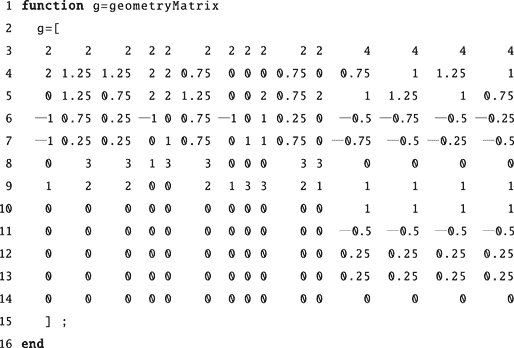 1 function g=geometryMatrix
2 g=[
3 2 2 2 2 2 2 2 2 2 2 2 4 4 4 4
4 2 1.25 1.25 2 2 0.75 0 0 0 0.75 0 0.75 1 1.25 1
5 0 1.25 0.75 2 2 1.25 0 0 2 0.75 2 1 1.25 1 0.75
6 —1 0.75 0.25 —1 0 0.75 —1 0 1 0.25 0 —0.5 —0.75 —0.5 —0.25
7 —1 0.25 0.25 0 1 0.75 0 1 1 0.75 0 —0.75 —0.5 —0.25 —0.5
8 0 3 3 1 3 3 0 0 0 3 3 0 0 0 0
9 1 2 2 0 0 2 1 3 3 2 1 1 1 1 1
10 0 0 0 0 0 0 0 0 0 0 0 1 1 1 1
11 0 0 0 0 0 0 0 0 0 0 0 —0.5 —0.5 —0.5 —0.5
12 0 0 0 0 0 0 0 0 0 0 0 0.25 0.25 0.25 0.25
13 0 0 0 0 0 0 0 0 0 0 0 0.25 0.25 0.25 0.25
14 0 0 0 0 0 0 0 0 0 0 0 0 0 0 0
15 ] ;
16 end